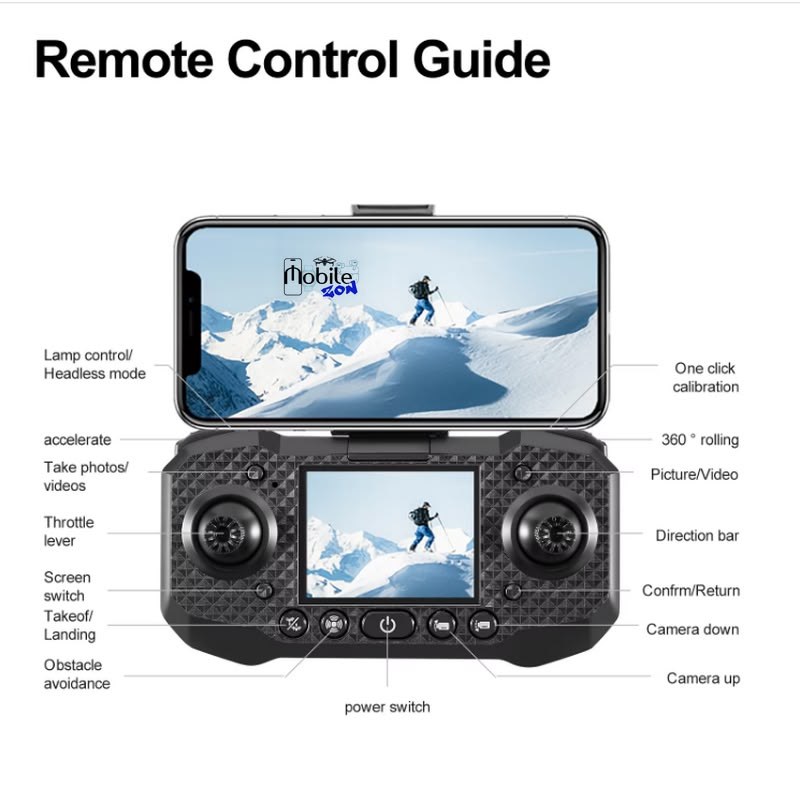 Remote Control Guide
Mobile
ZON
Lamp control/
Headless mode
accelerate
Take photos/
videos
Throttle
lever
Screen
switch
Takeof/
Landing
Obstacle
avoidance
power switch
One click
calibration
360 ° rolling
Picture/Video
Direction bar
Confrm/Return
Camera down
Camera up